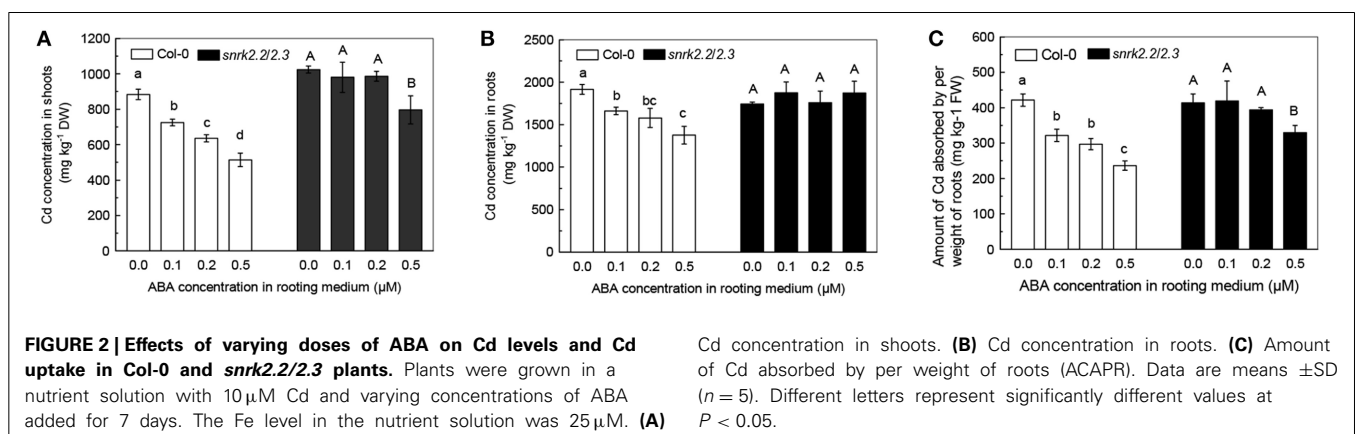 A
Col-0
snrk2.2/2.3
Cd concentration in shoots
(mg kg-1 DW)
1200
1000
800
600
400
200
0
a
b
c
d
A
A
A
B
0.0 0.1 0.2 0.5 0.0 0.1 0.2 0.5
ABA concentration in rooting medium (μM)
B
Col-0
snrk2.2/2.3
Cd concentration in roots
(mg kg-1 DW)
2500
2000
1500
1000
500
0
a
b
bc
c
A
A
A
A
0.0 0.1 0.2 0.5 0.0 0.1 0.2 0.5
ABA concentration in rooting medium (μM)
C
Col-0
snrk2.2/2.3
Amount of Cd absorbed by per
weight of roots (mg kg-1 FW)
600
500
400
300
200
100
0
a
b
b
c
A
A
A
B
0.0 0.1 0.2 0.5 0.0 0.1 0.2 0.5
ABA concentration in rooting medium (μM)
FIGURE 2 | Effects of varying doses of ABA on Cd levels and Cd
uptake in Col-0 and snrk2.2/2.3 plants. Plants were grown in a
nutrient solution with 10 μM Cd and varying concentrations of ABA
added for 7 days. The Fe level in the nutrient solution was 25 μM. (A)
Cd concentration in shoots. (B) Cd concentration in roots. (C) Amount
of Cd absorbed by per weight of roots (ACAPR). Data are means ±SD
(n = 5). Different letters represent significantly different values at
P < 0.05.